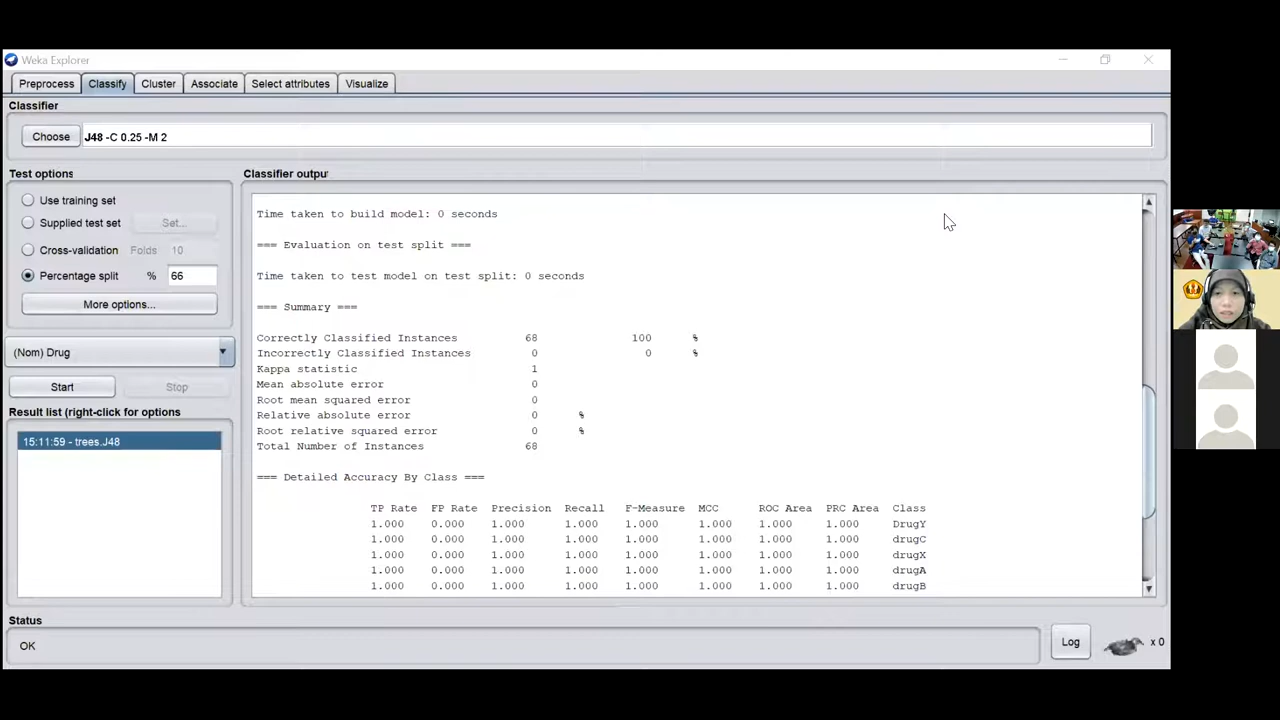 Weka Explorer
Preprocess Classify Cluster Associate Select attributes Visualize
Classifier
Choose J48 -C 0.25 -M 2
Test options
Use training set
Supplied test set Set...
Cross-validation Folds 10
Percentage split % 66
More options...
(Nom) Drug
Start Stop
Result list (right-click for options
15:11:59 - trees.J48
Classifier output
Time taken to build model: 0 seconds
=== Evaluation on test split ===
Time taken to test model on test split: 0 seconds
=== Summary ===
Correctly Classified Instances 68 100 %
Incorrectly Classified Instances 0 0 %
Kappa statistic 1
Mean absolute error 0
Root mean squared error 0
Relative absolute error 0 %
Root relative squared error 0 %
Total Number of Instances 68
=== Detailed Accuracy By Class ===
TP Rate FP Rate Precision Recall F-Measure MCC ROC Area PRC Area Class
1.000 0.000 1.000 1.000 1.000 1.000 1.000 1.000 DrugY
1.000 0.000 1.000 1.000 1.000 1.000 1.000 1.000 drugC
1.000 0.000 1.000 1.000 1.000 1.000 1.000 1.000 drugX
1.000 0.000 1.000 1.000 1.000 1.000 1.000 1.000 drugA
1.000 0.000 1.000 1.000 1.000 1.000 1.000 1.000 drugB
Status
OK
Log
x 0